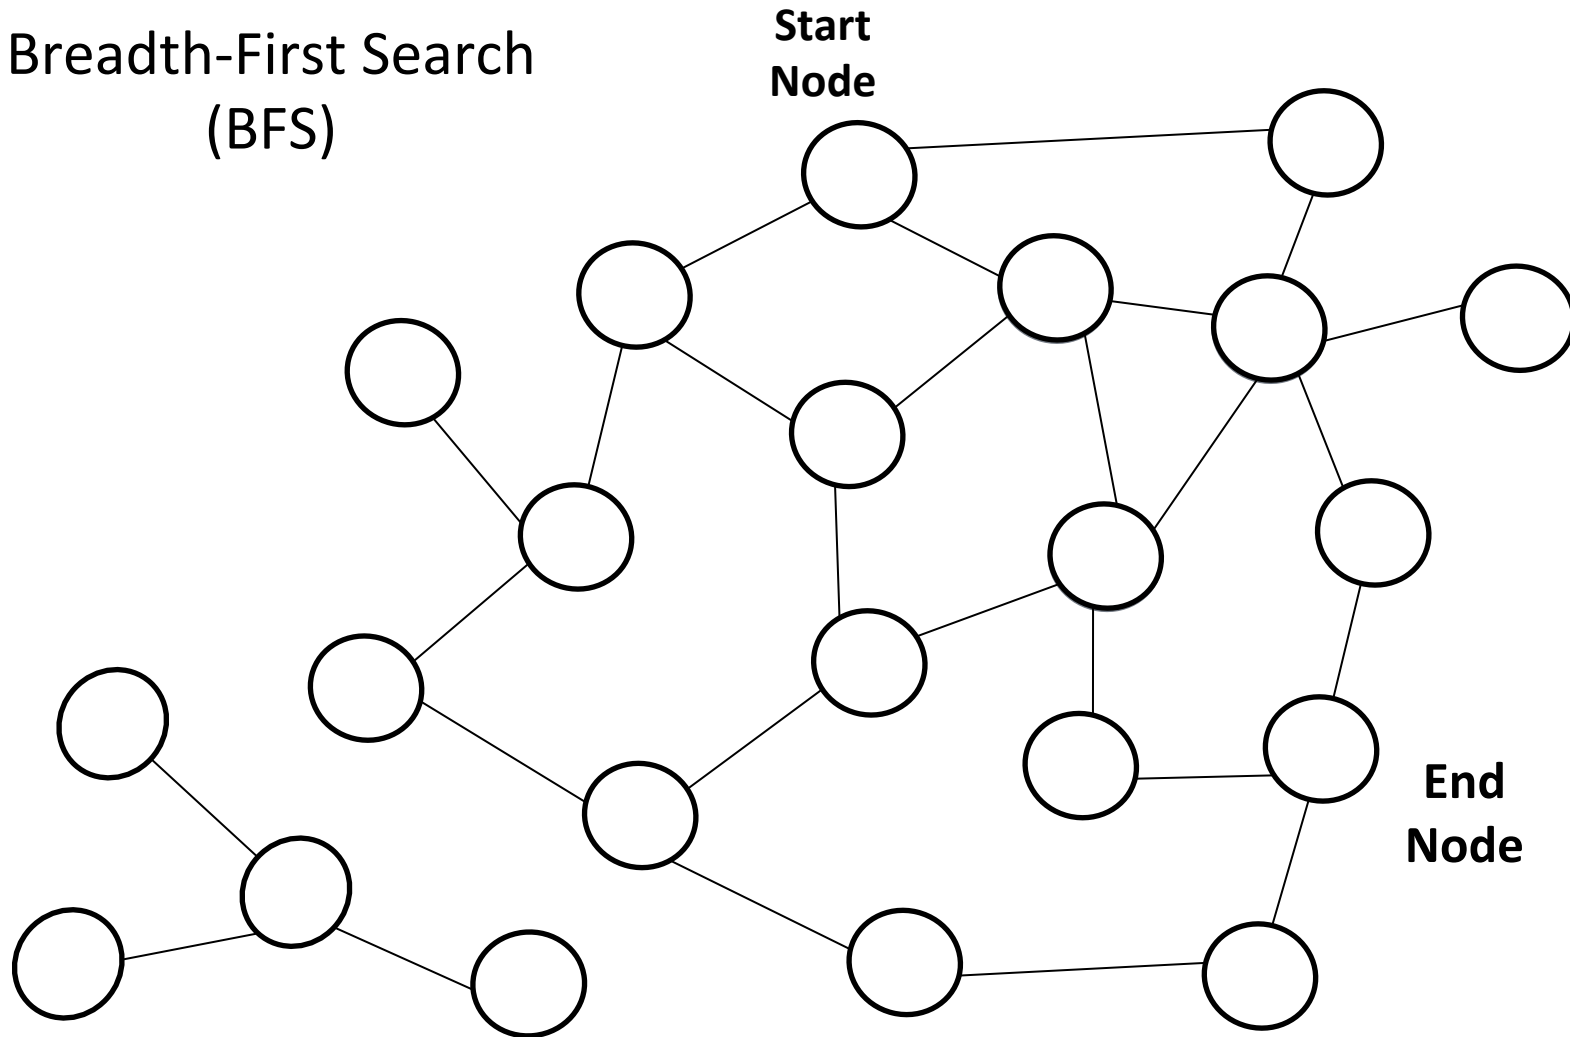 Breadth-First Search
(BFS)
Start
Node
End
Node